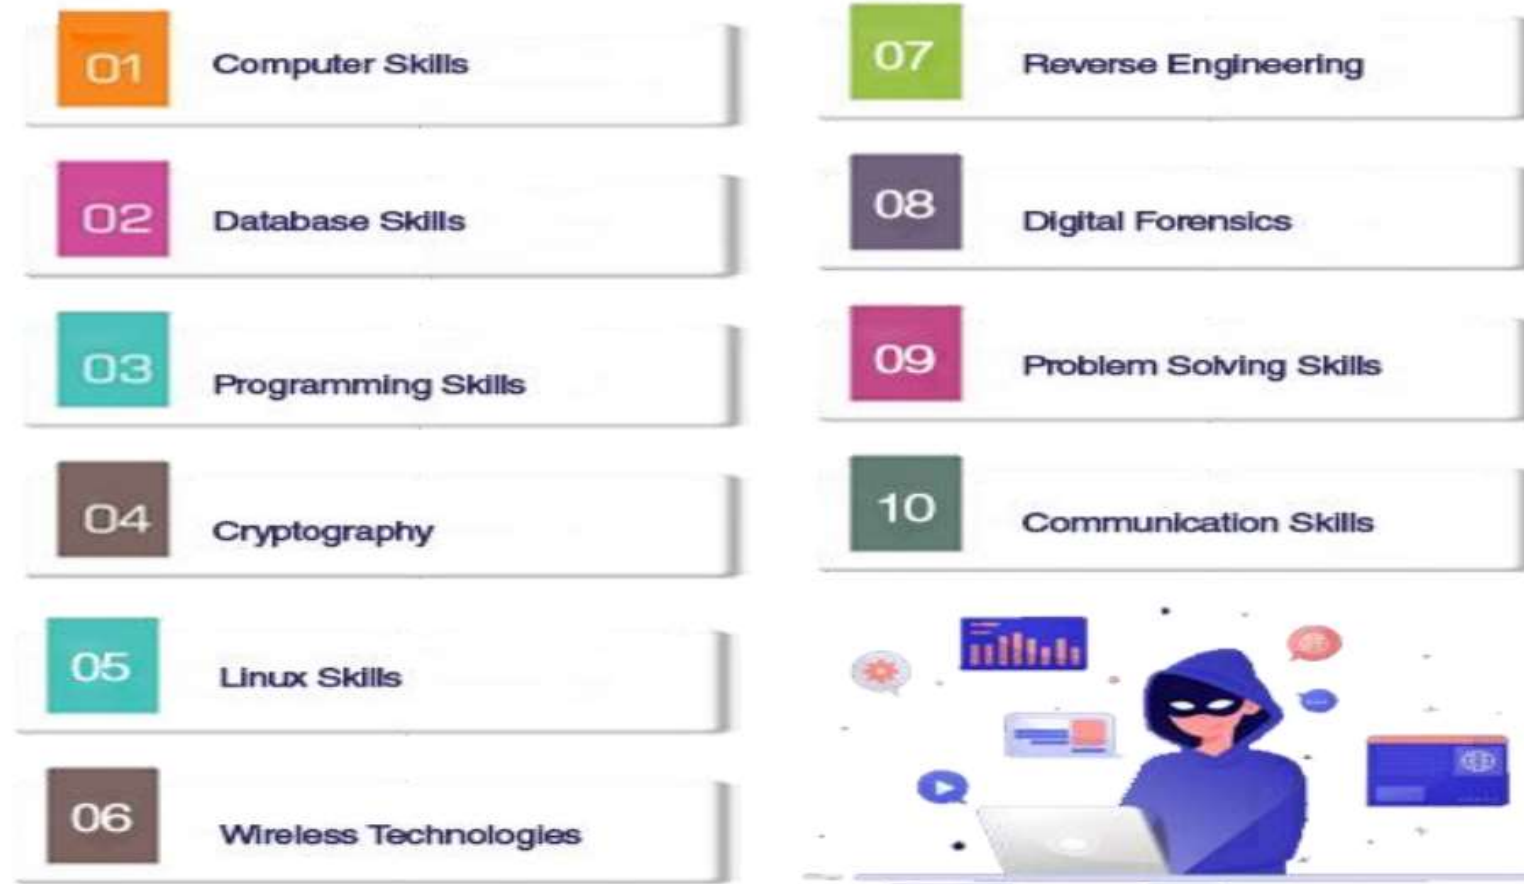 01
Computer Skills
02
Database Skills
03
Programming Skills
04
Cryptography
05
Linux Skills
06
Wireless Technologies
07
Reverse Engineering
08
Digital Forensics
09
Problem Solving Skills
10
Communication Skills